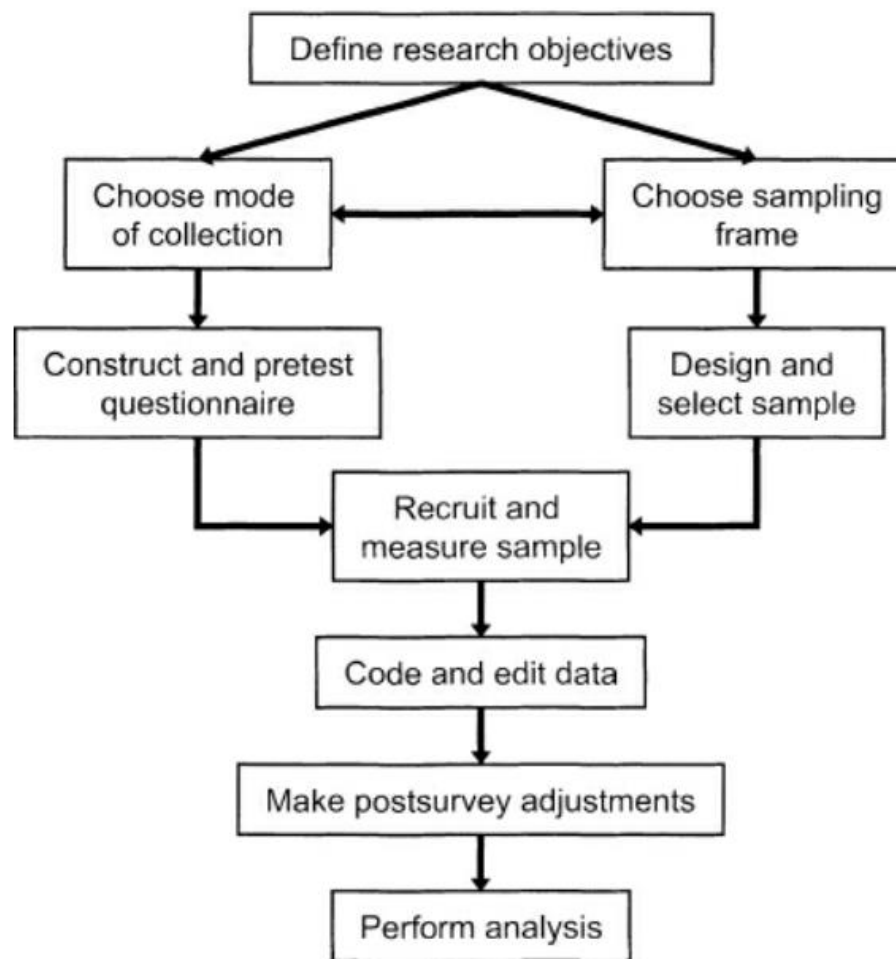 Define research objectives
Choose mode
of collection
Choose sampling
frame
Construct and pretest
questionnaire
Design and
select sample
Recruit and
measure sample
Code and edit data
Make postsurvey adjustments
Perform analysis